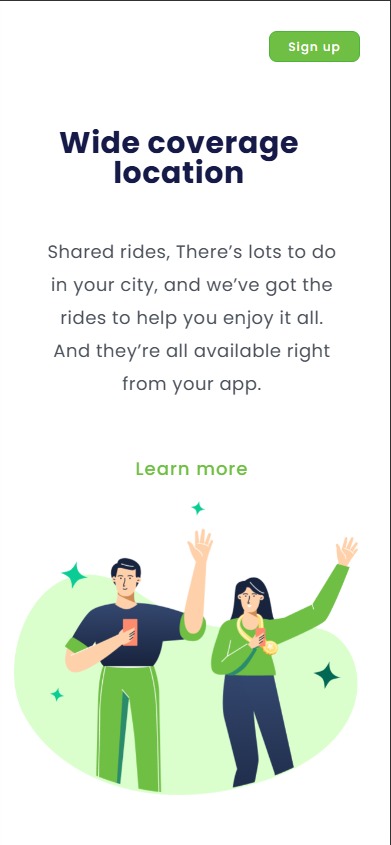 Sign up
Wide coverage
location
Shared rides, There’s lots to do
in your city, and we’ve got the
rides to help you enjoy it all.
And they’re all available right
from your app.
Learn more